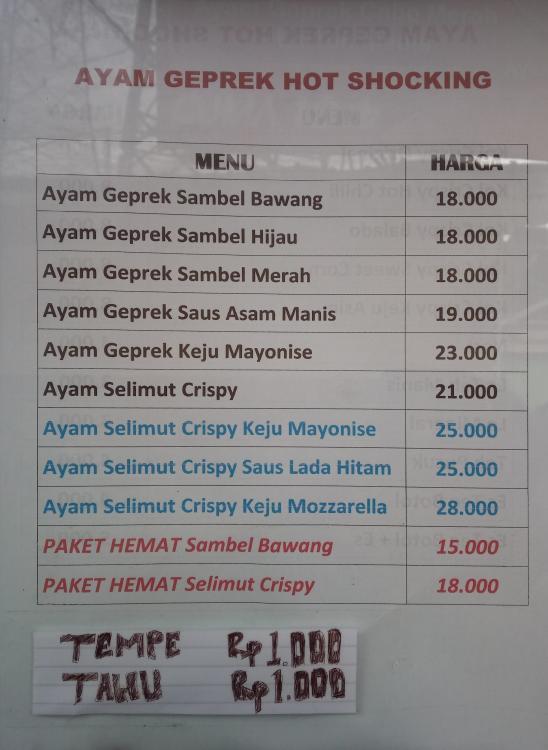 AYAM GEPREK HOT SHOCKING
MENU HARGA
Ayam Geprek Sambel Bawang 18.000
Ayam Geprek Sambel Hijau 18.000
Ayam Geprek Sambel Merah 18.000
Ayam Geprek Saus Asam Manis 19.000
Ayam Geprek Keju Mayonise 23.000
Ayam Selimut Crispy 21.000
Ayam Selimut Crispy Keju Mayonise 25.000
Ayam Selimut Crispy Saus Lada Hitam 25.000
Ayam Selimut Crispy Keju Mozzarella 28.000
PAKET HEMAT Sambel Bawang 15.000
PAKET HEMAT Selimut Crispy 18.000
TEMPE Rp1.000
TAHU Rp1.000